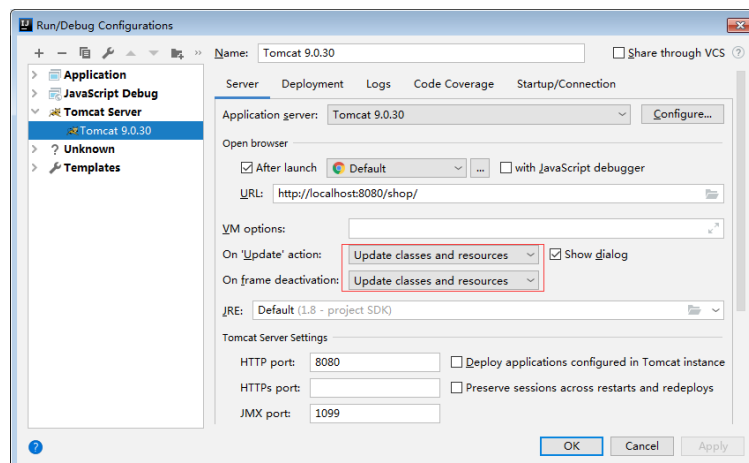 Run/Debug Configurations
Name: Tomcat 9.0.30 Share through VCS
Application
JavaScript Debug
Tomcat Server
Tomcat 9.0.30
Unknown
Templates
Server Deployment Logs Code Coverage Startup/Connection
Application server: Tomcat 9.0.30 Configure...
Open browser
After launch Default ... with JavaScript debugger
URL: http://localhost:8080/shop/
VM options:
On 'Update' action: Update classes and resources Show dialog
On frame deactivation: Update classes and resources
JRE: Default (1.8 - project SDK)
Tomcat Server Settings
HTTP port: 8080 Deploy applications configured in Tomcat instance
HTTPs port: Preserve sessions across restarts and redeploys
JMX port: 1099
OK Cancel Apply